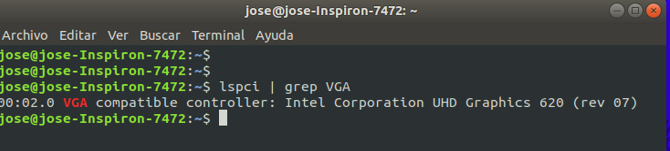 jose@jose-Inspiron-7472: ~
Archivo Editar Ver Buscar Terminal Ayuda
jose@jose-Inspiron-7472:~$
jose@jose-Inspiron-7472:~$
jose@jose-Inspiron-7472:~$ lspci | grep VGA
00:02.0 VGA compatible controller: Intel Corporation UHD Graphics 620 (rev 07)
jose@jose-Inspiron-7472:~$